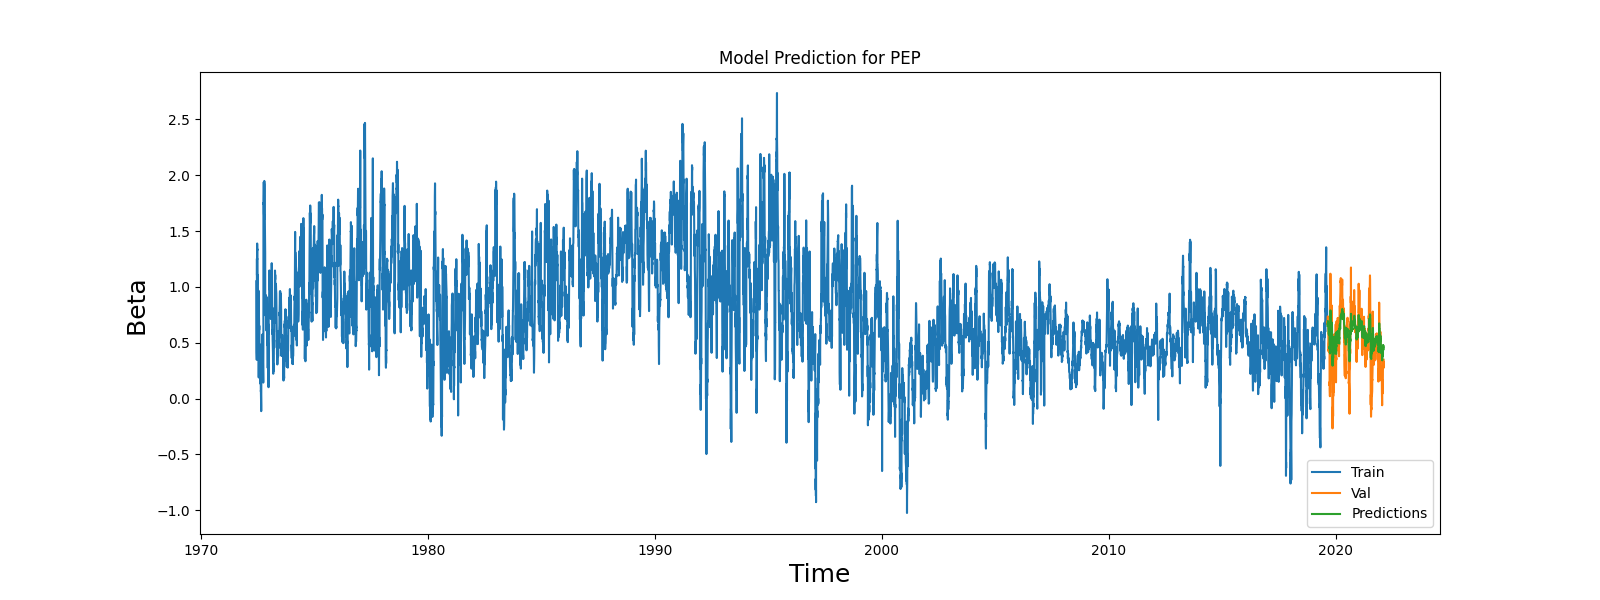 Model Prediction for PEP
Beta
2.5
2.0
1.5
1.0
0.5
0.0
−0.5
−1.0
Train
Val
Predictions
1970
1980
1990
2000
2010
2020
Time